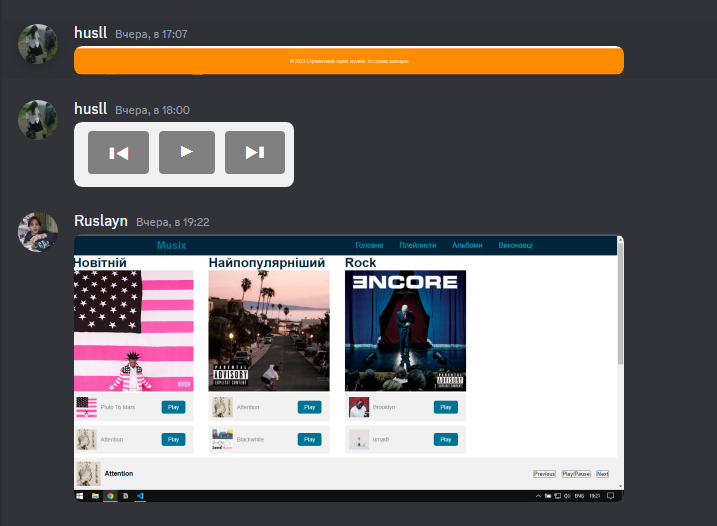 husll Вчера, в 17:07
© 2023 Стрімінговий сервіс музики. Усі права захищені.
husll Вчера, в 18:00
Ruslayn Вчера, в 19:22
Musix Головна Плейлисти Альбоми Виконавці
Новітній Найпопулярніший Rock
ENCORE
PARENTAL ADVISORY EXPLICIT CONTENT
PARENTAL ADVISORY EXPLICIT CONTENT
Pluto To Mars Play Attention Play Brooklyn Play
Attention Play Blackwhite Play Play
Attention Previous Play/Pause Next
ENG 19:21